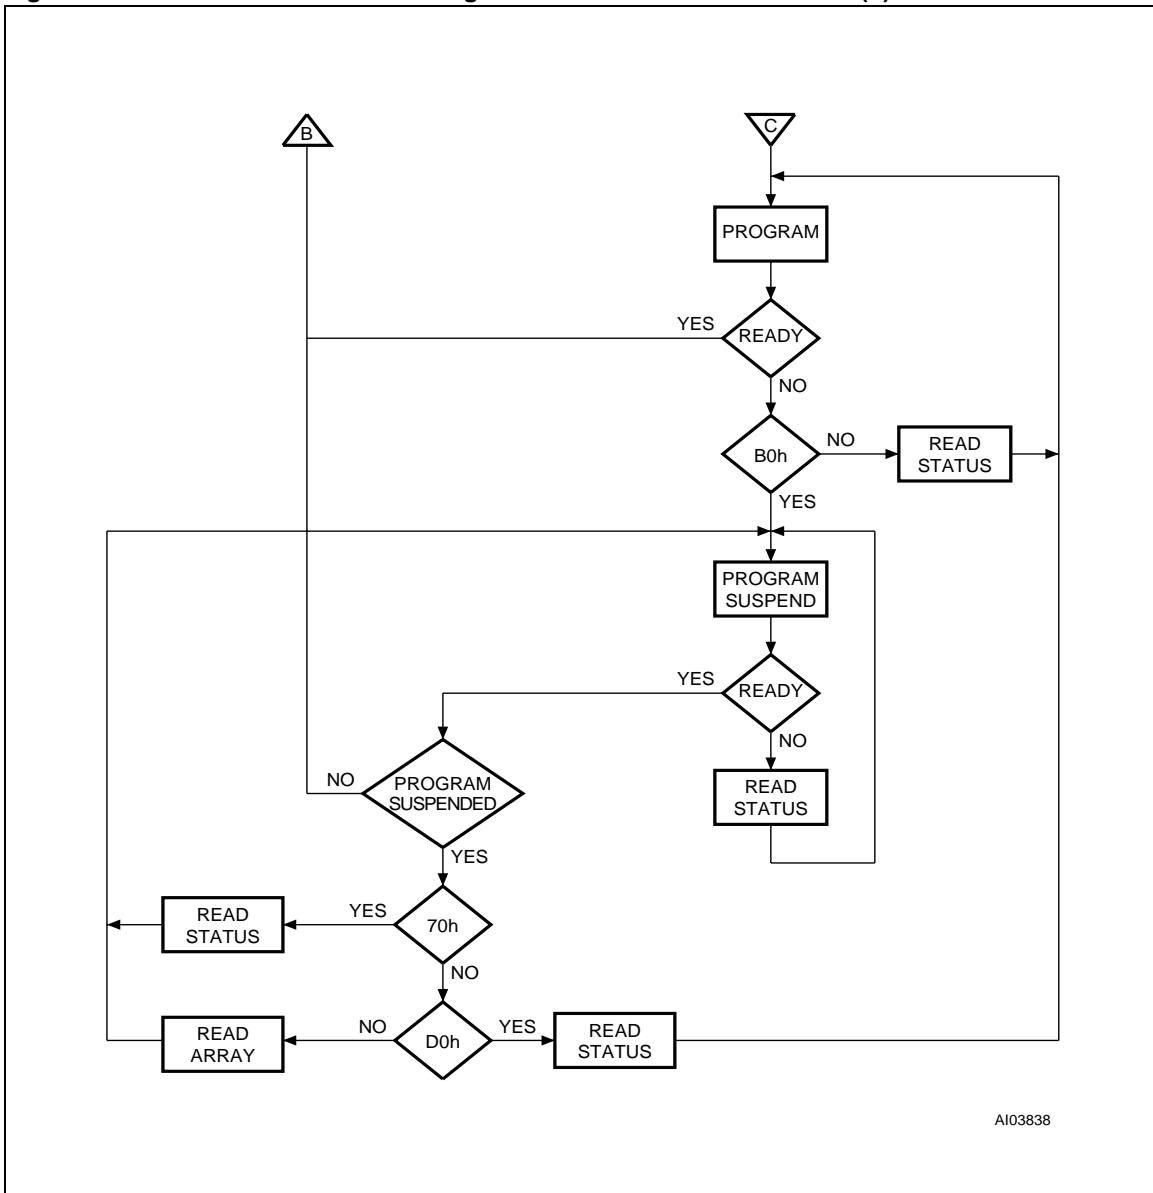 B
C
PROGRAM
YES
READY
NO
B0h
NO
READ
STATUS
YES
PROGRAM
SUSPEND
YES
READY
NO
NO
PROGRAM
SUSPENDED
READ
STATUS
YES
READ
STATUS
YES
70h
NO
READ
ARRAY
NO
D0h
YES
READ
STATUS
AI03838